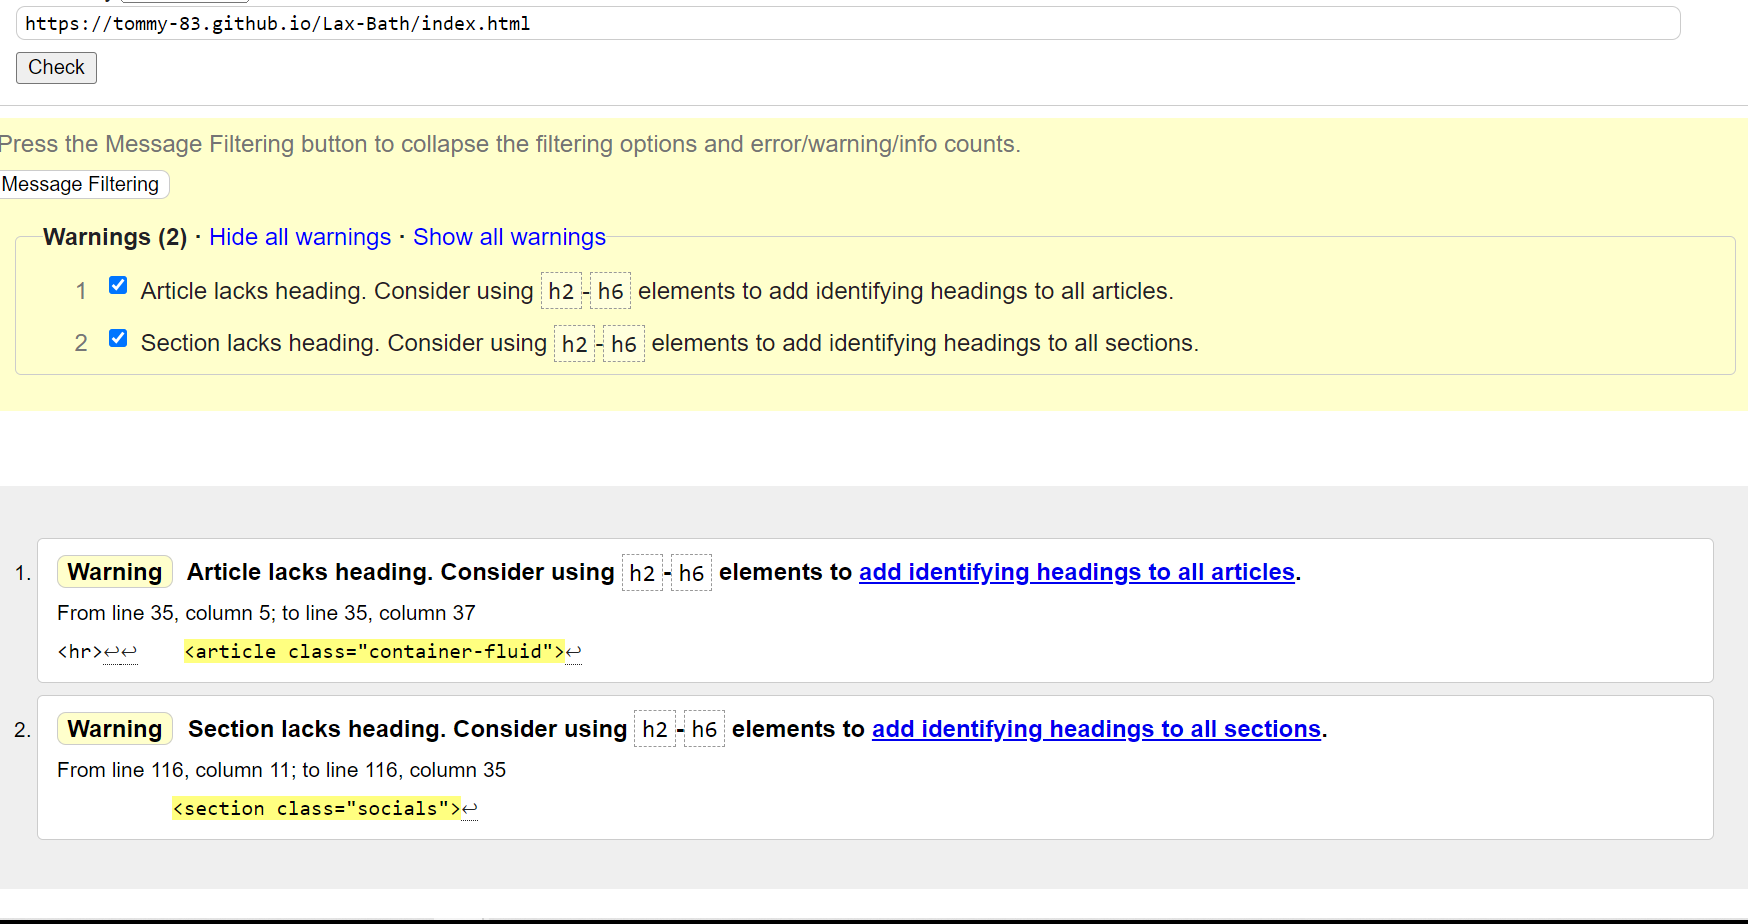 https://tommy-83.github.io/Lax-Bath/index.html
Check
Press the Message Filtering button to collapse the filtering options and error/warning/info counts.
Message Filtering
Warnings (2) · Hide all warnings · Show all warnings
1 Article lacks heading. Consider using h2-h6 elements to add identifying headings to all articles.
2 Section lacks heading. Consider using h2-h6 elements to add identifying headings to all sections.
1. Warning Article lacks heading. Consider using h2-h6 elements to add identifying headings to all articles.
From line 35, column 5; to line 35, column 37
<hr>↩↩    <article class="container-fluid">↩
2. Warning Section lacks heading. Consider using h2-h6 elements to add identifying headings to all sections.
From line 116, column 11; to line 116, column 35
<section class="socials">↩